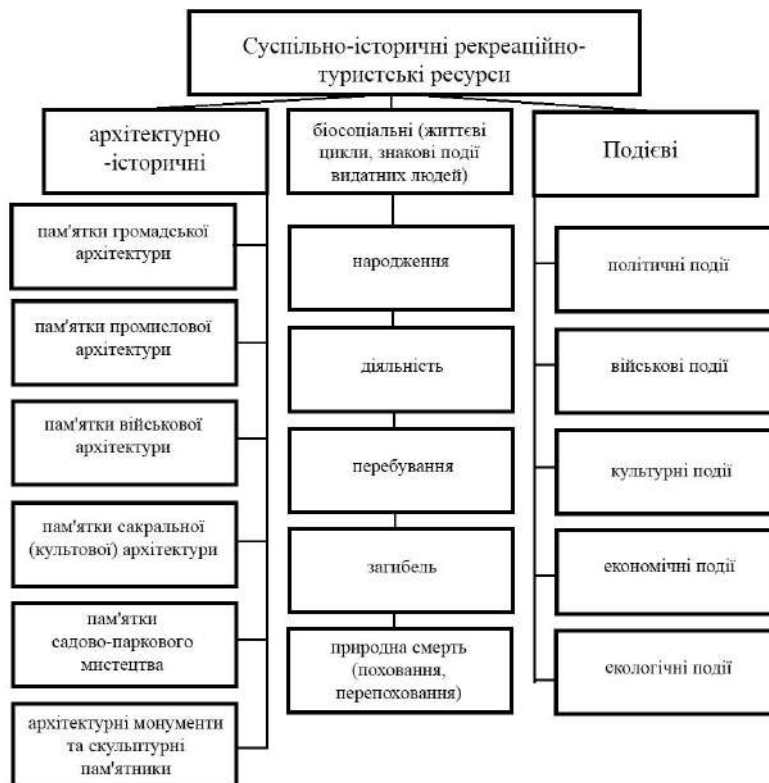 Суспільно-історичні рекреаційно-
туристські ресурси
архітектурно
-історичні
пам'ятки громадської
архітектури
пам'ятки промислової
архітектури
пам'ятки військової
архітектури
пам'ятки сакральної
(культової) архітектури
пам'ятки
садово-паркового
мистецтва
архітектурні монументи
та скульптурні
пам'ятники
біосоціальні (життєві
цикли, знакові події
видатних людей)
народження
діяльність
перебування
загибель
природна смерть
(поховання,
перепоховання)
Подієві
політичні події
військові події
культурні події
економічні події
екологічні події